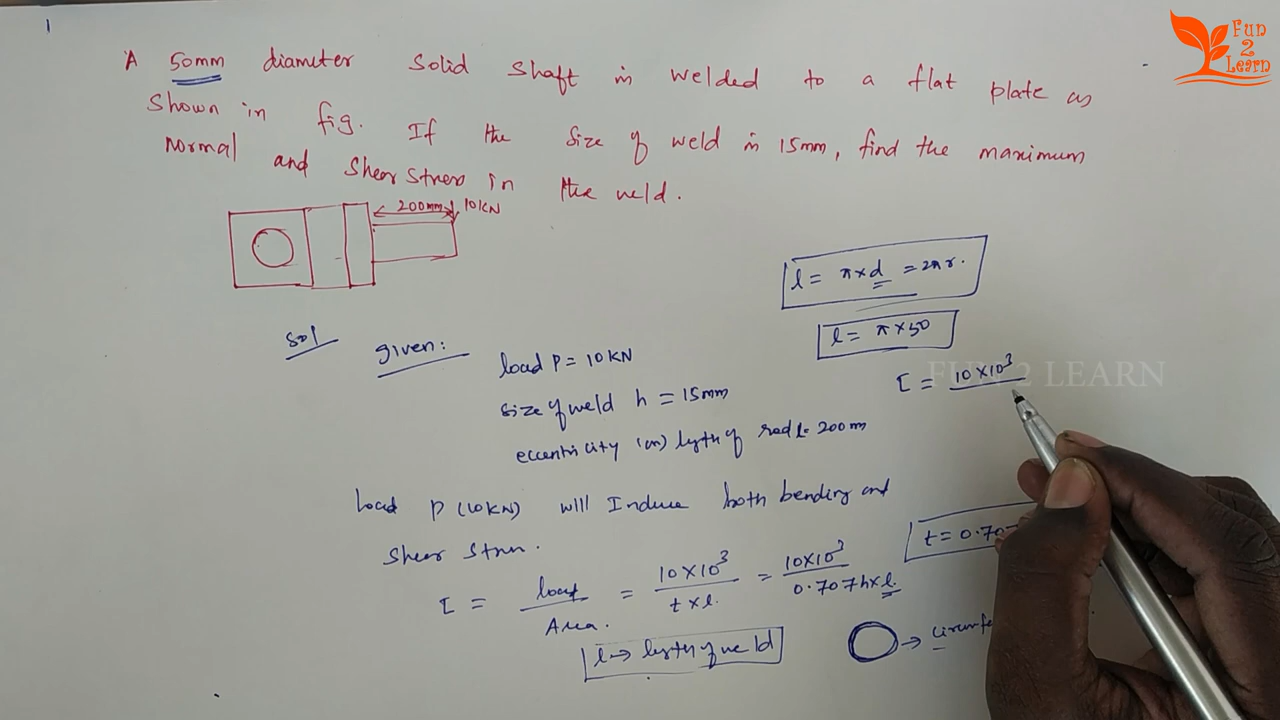 1
Fun
2
Learn
A 50mm diameter solid shaft is welded to a flat plate as
shown in fig. If the size of weld is 15mm, find the maximum
normal and shear stress in the weld.
200mm 10KN
l = π×d = 2πr.
l = π×50
Sol
given:
load P = 10KN
FUN 2 LEARN
τ = 10×10³
size of weld h = 15mm
eccentricity (or) length of rod L = 200m
Load P (10KN) will Induce both bending and
shear stress.
t = 0.707
τ = load / Area. = 10×10³ / t×l. = 10×10³ / 0.707h×l.
l → length of weld
→ circumfe